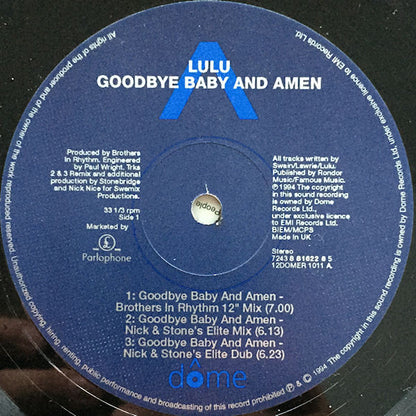 LULU
GOODBYE BABY AND AMEN
Produced by Brothers
In Rhythm. Engineered
by Paul Wright. Trks
2 & 3 Remix and additional
production by Stonebridge
and Nick Nice for Swemix
Productions.
33 1/3 rpm
Side 1
Marketed by
Parlophone
All tracks written by
Swain/Lawrie/Lulu.
Published by Rondor
Music/Famous Music.
℗ 1994 The copyright
in this sound recording
is owned by Dome
Records Ltd.,
under exclusive licence
to EMI Records Ltd.
BIEM/MCPS
Made in UK
Stereo
7243 8 81622 6 5
12DOMER 1011 A.
people
1: Goodbye Baby And Amen -
Brothers In Rhythm 12" Mix (7.00)
2: Goodbye Baby And Amen -
Nick & Stone's Elite Mix (6.13)
3: Goodbye Baby And Amen -
Nick & Stone's Elite Dub (6.23)
dome
All rights of the producer and of the owner of the work reproduced reserved. Unauthorised copying, hiring, renting, public performance and broadcasting of this record prohibited ℗ & © 1994 The copyright in this sound recording is owned by Dome Records Ltd. under exclusive licence to EMI Records Ltd.